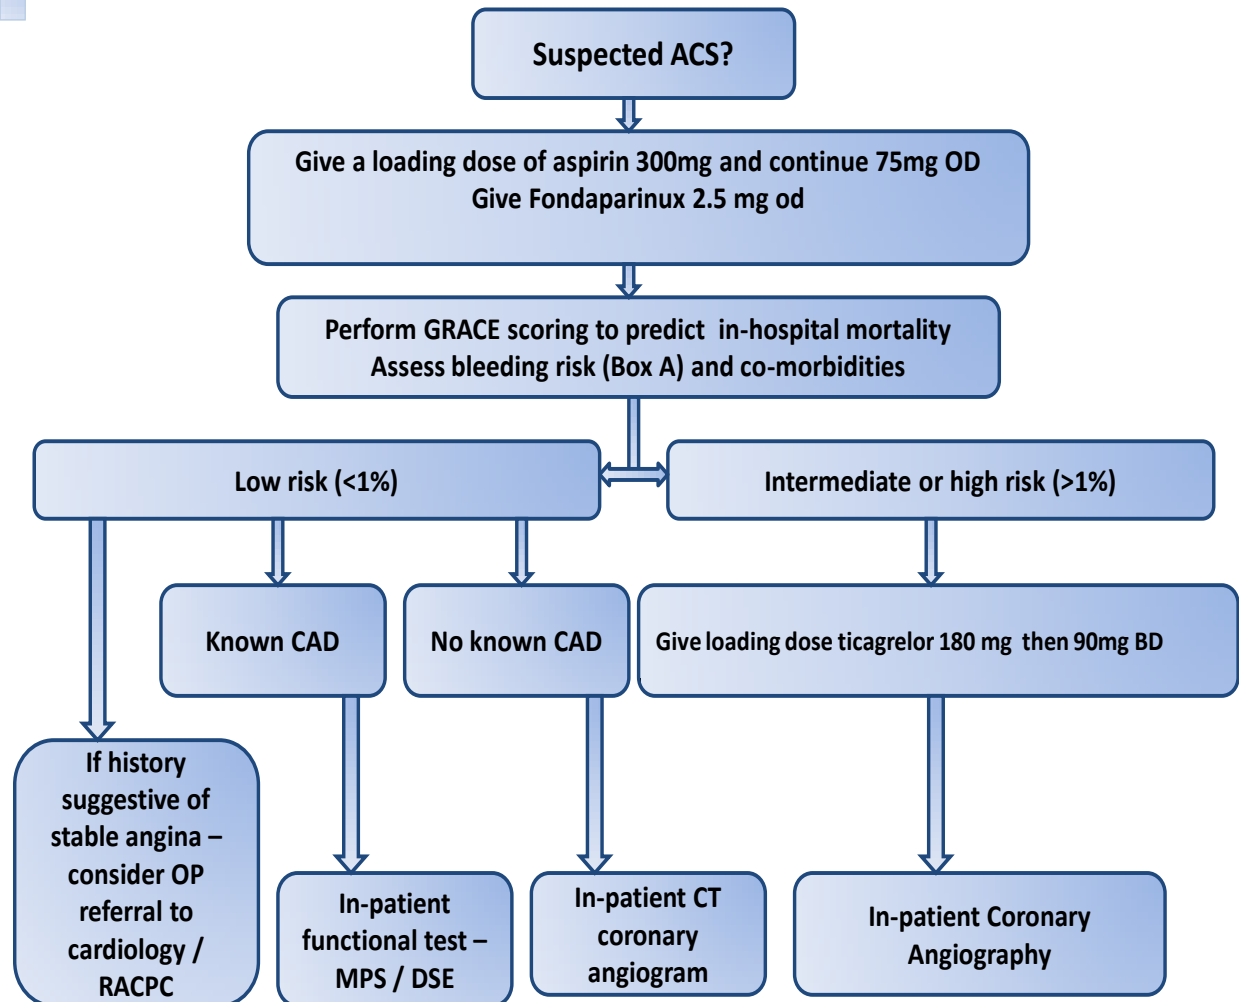 Suspected ACS?
Give a loading dose of aspirin 300mg and continue 75mg OD
Give Fondaparinux 2.5 mg od
Perform GRACE scoring to predict in-hospital mortality
Assess bleeding risk (Box A) and co-morbidities
Low risk (<1%)
Intermediate or high risk (>1%)
Known CAD
No known CAD
Give loading dose ticagrelor 180 mg then 90mg BD
If history
suggestive of
stable angina –
consider OP
referral to
cardiology /
RACPC
In-patient
functional test –
MPS / DSE
In-patient CT
coronary
angiogram
In-patient Coronary
Angiography